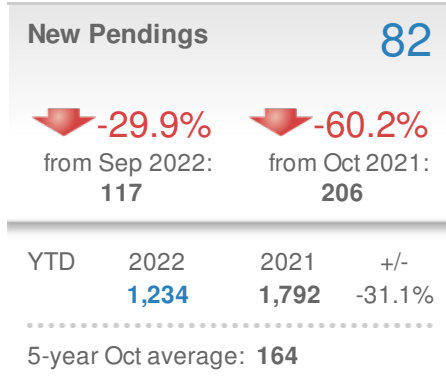 New Pendings 82
-29.9% -60.2%
from Sep 2022: from Oct 2021:
117 206
YTD 2022 2021 +/-
1,234 1,792 -31.1%
5-year Oct average: 164